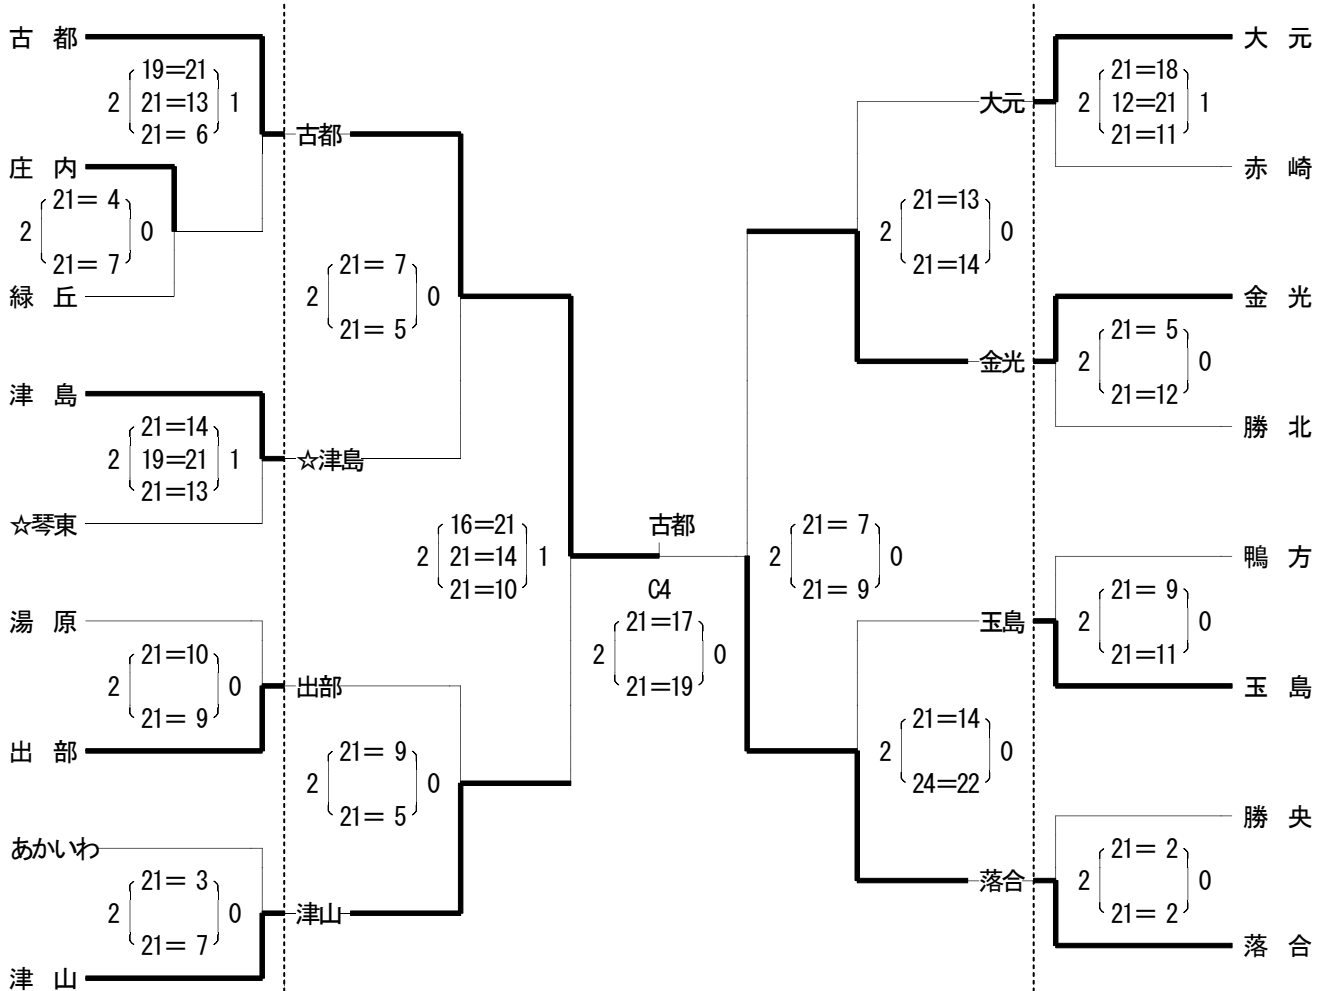 古 都
19=21
2 21=13 1
21= 6
古都
庄 内
21= 4
2 0
21= 7
緑 丘
21= 7
2 0
21= 5
津 島
21=14
2 19=21 1
21=13
☆津島
☆琴東
16=21
2 21=14 1
21=10
湯 原
21=10
2 0
21= 9
出部
出 部
21= 9
2 0
21= 5
あかいわ
21= 3
2 0
21= 7
津山
津 山
古都
C4
21=17
2 0
21=19
大 元
大元
21=18
2 12=21 1
21=11
赤 崎
21=13
2 0
21=14
金 光
金光
21= 5
2 0
21=12
勝 北
21= 7
2 0
21= 9
鴨 方
玉島
21= 9
2 0
21=11
玉 島
21=14
2 0
24=22
勝 央
落合
21= 2
2 0
21= 2
落 合